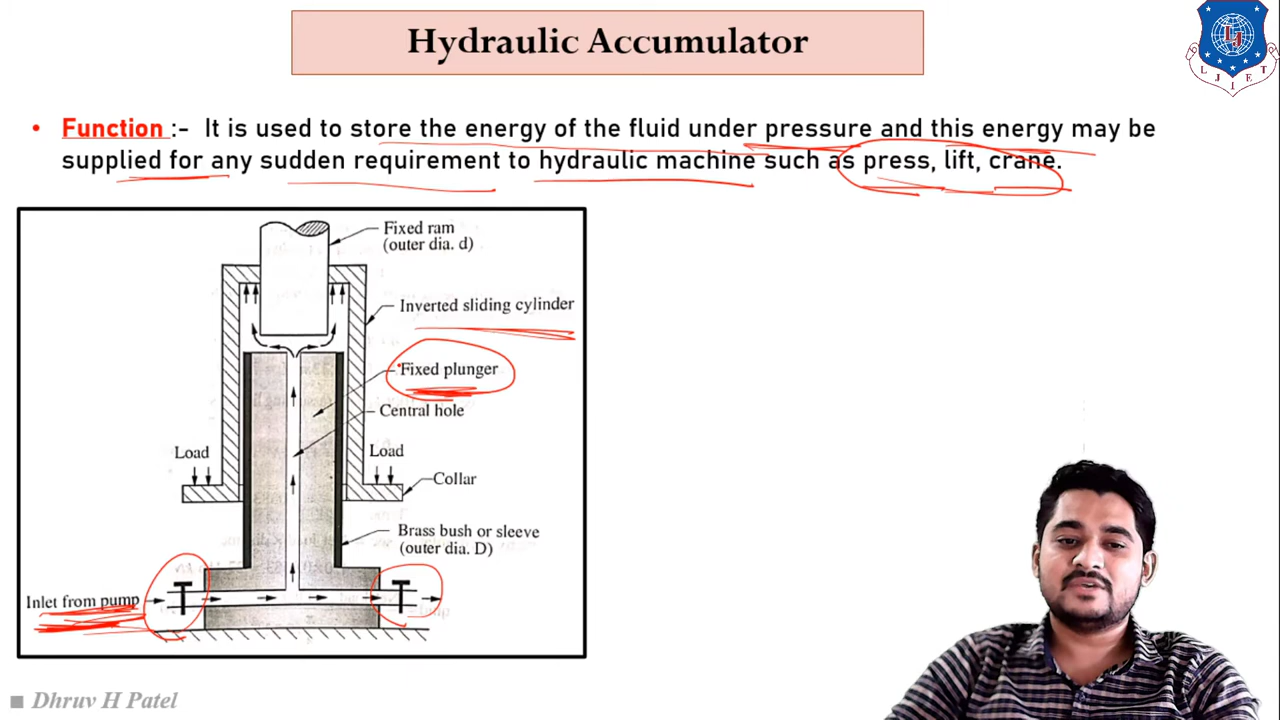 Hydraulic Accumulator
L J I E T
• Function :- It is used to store the energy of the fluid under pressure and this energy may be
supplied for any sudden requirement to hydraulic machine such as press, lift, crane.
Fixed ram
(outer dia. d)
Inverted sliding cylinder
Fixed plunger
Central hole
Load
Load
Collar
Brass bush or sleeve
(outer dia. D)
Inlet from pump
Dhruv H Patel